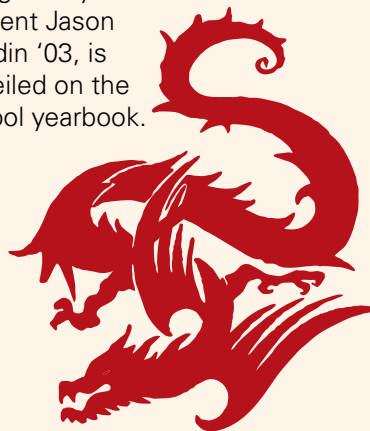 ent Jason
din ‘03, is
eiled on the
ool yearbook.